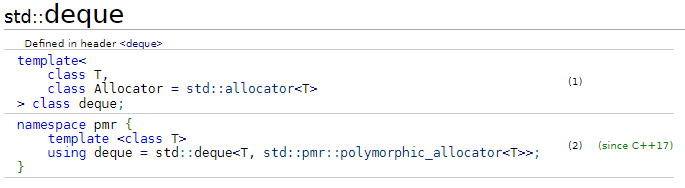 std::deque
Defined in header <deque>
template<
    class T,
    class Allocator = std::allocator<T>
> class deque;
(1)
namespace pmr {
    template <class T>
    using deque = std::deque<T, std::pmr::polymorphic_allocator<T>>;
}
(2) (since C++17)